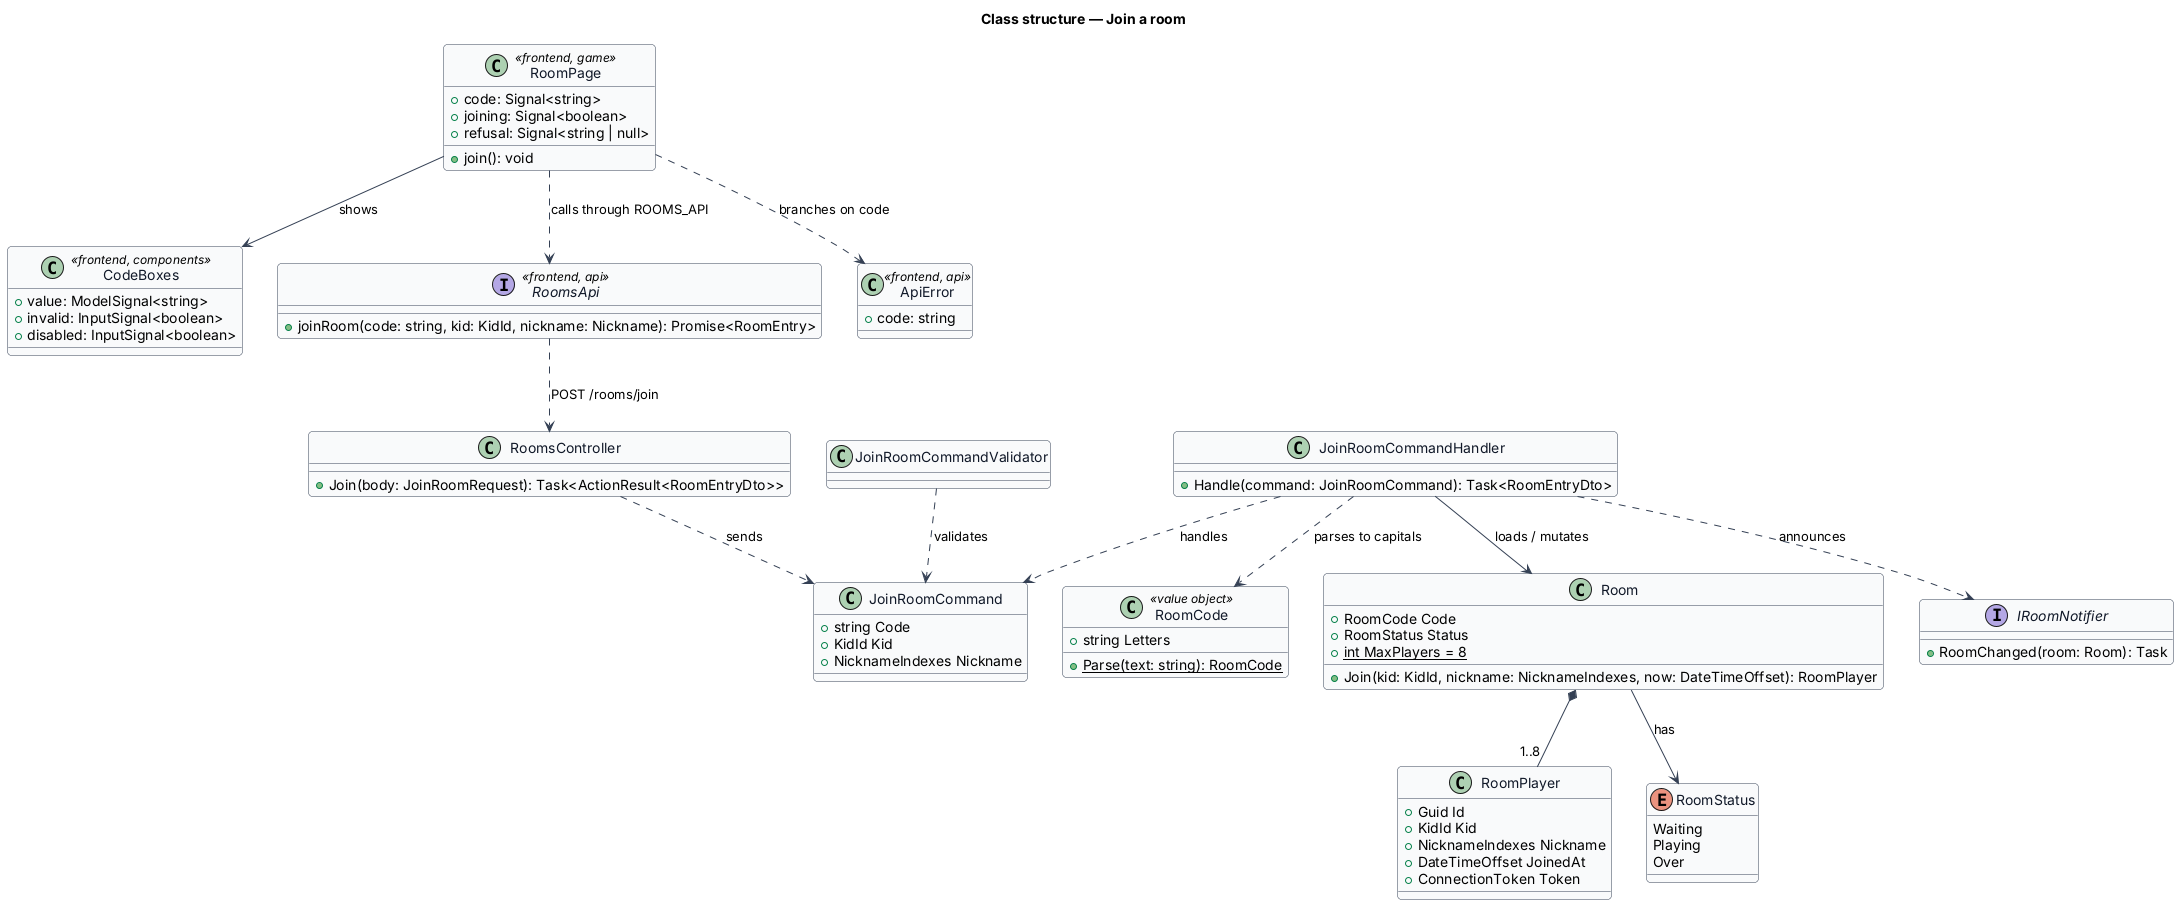 Class structure — Join a room
C
«frontend, game»
RoomPage
code: Signal<string>
joining: Signal<boolean>
refusal: Signal<string | null>
join(): void
shows
calls through ROOMS_API
branches on code
C
«frontend, components»
CodeBoxes
value: ModelSignal<string>
invalid: InputSignal<boolean>
disabled: InputSignal<boolean>
I
«frontend, api»
RoomsApi
joinRoom(code: string, kid: KidId, nickname: Nickname): Promise<RoomEntry>
C
«frontend, api»
ApiError
code: string
POST /rooms/join
C
RoomsController
Join(body: JoinRoomRequest): Task<ActionResult<RoomEntryDto>>
C
JoinRoomCommandValidator
C
JoinRoomCommandHandler
Handle(command: JoinRoomCommand): Task<RoomEntryDto>
sends
validates
handles
parses to capitals
loads / mutates
announces
C
JoinRoomCommand
string Code
KidId Kid
NicknameIndexes Nickname
C
«value object»
RoomCode
string Letters
Parse(text: string): RoomCode
C
Room
RoomCode Code
RoomStatus Status
int MaxPlayers = 8
Join(kid: KidId, nickname: NicknameIndexes, now: DateTimeOffset): RoomPlayer
I
IRoomNotifier
RoomChanged(room: Room): Task
has
1..8
C
RoomPlayer
Guid Id
KidId Kid
NicknameIndexes Nickname
DateTimeOffset JoinedAt
ConnectionToken Token
E
RoomStatus
Waiting
Playing
Over